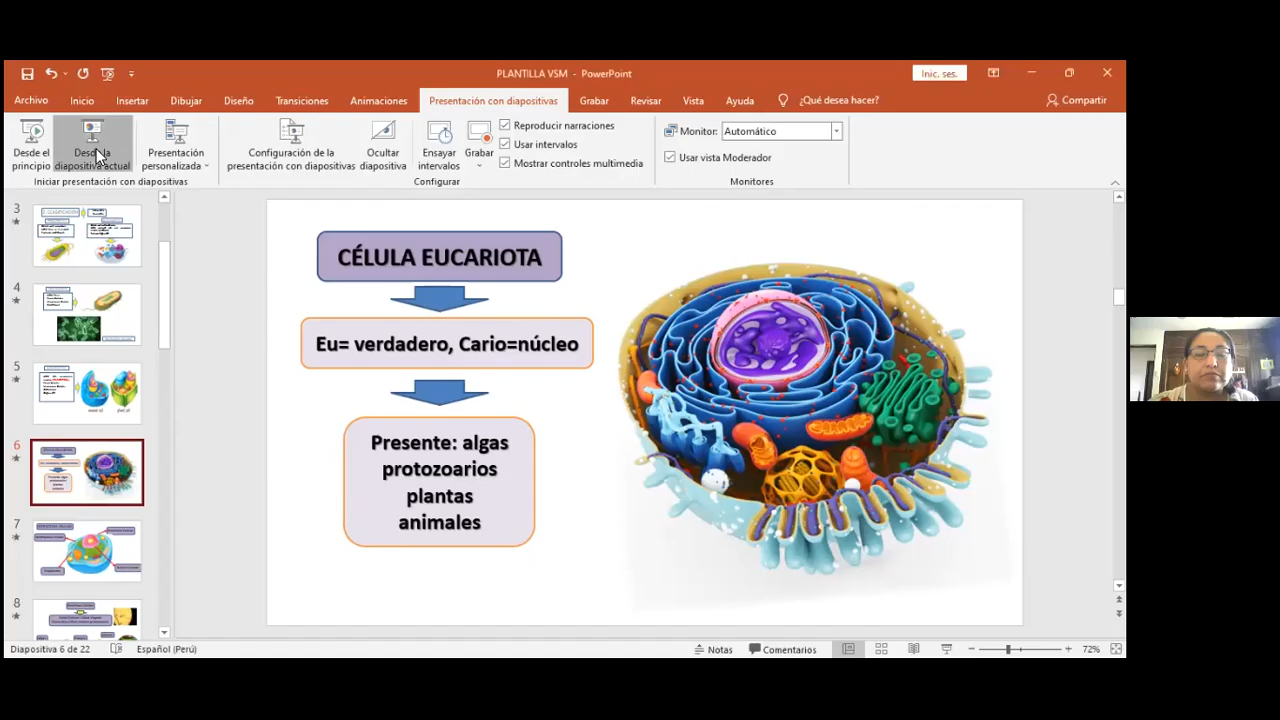 PLANTILLA VSM - PowerPoint
Inic. ses.
Archivo Inicio Insertar Dibujar Diseño Transiciones Animaciones Presentación con diapositivas Grabar Revisar Vista Ayuda ¿Qué desea hacer? Compartir
Desde el principio
Desde la diapositiva actual
Presentación personalizada
Configuración de la presentación con diapositivas
Ocultar diapositiva
Ensayar intervalos
Grabar
Reproducir narraciones
Usar intervalos
Mostrar controles multimedia
Monitor: Automático
Usar vista Moderador
Iniciar presentación con diapositivas
Configurar
Monitores
3
4
5
6
7
8
CÉLULA EUCARIOTA
Eu= verdadero, Cario=núcleo
Presente: algas
protozoarios
plantas
animales
Diapositiva 6 de 22 Español (Perú) Notas Comentarios 72%